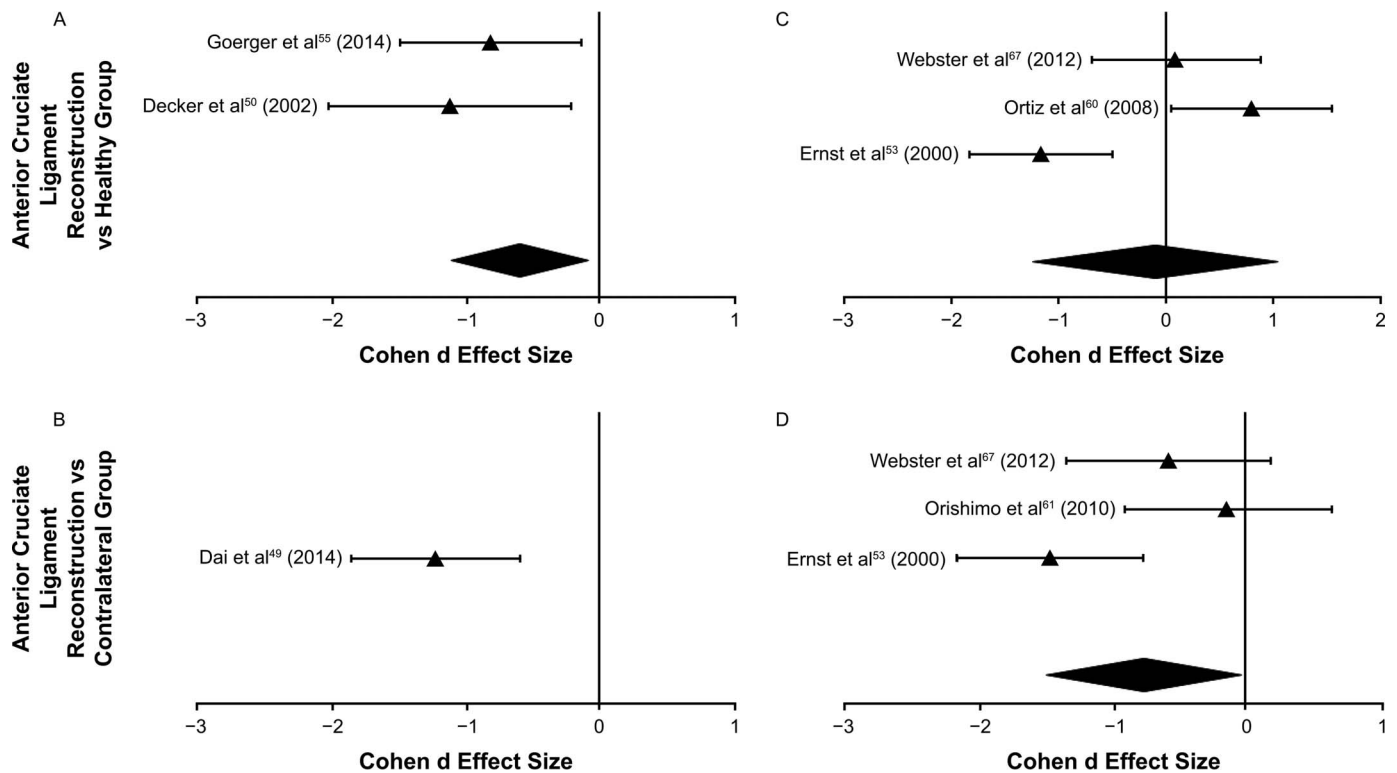 A
Anterior Cruciate
Ligament
Reconstruction
vs Healthy Group
Goerger et al55 (2014)
Decker et al50 (2002)
−3 −2 −1 0 1
Cohen d Effect Size
C
Webster et al67 (2012)
Ortiz et al60 (2008)
Ernst et al53 (2000)
−3 −2 −1 0 1 2
Cohen d Effect Size
B
Anterior Cruciate
Ligament
Reconstruction vs
Contralateral Group
Dai et al49 (2014)
−3 −2 −1 0 1
Cohen d Effect Size
D
Webster et al67 (2012)
Orishimo et al61 (2010)
Ernst et al53 (2000)
−3 −2 −1 0 1
Cohen d Effect Size